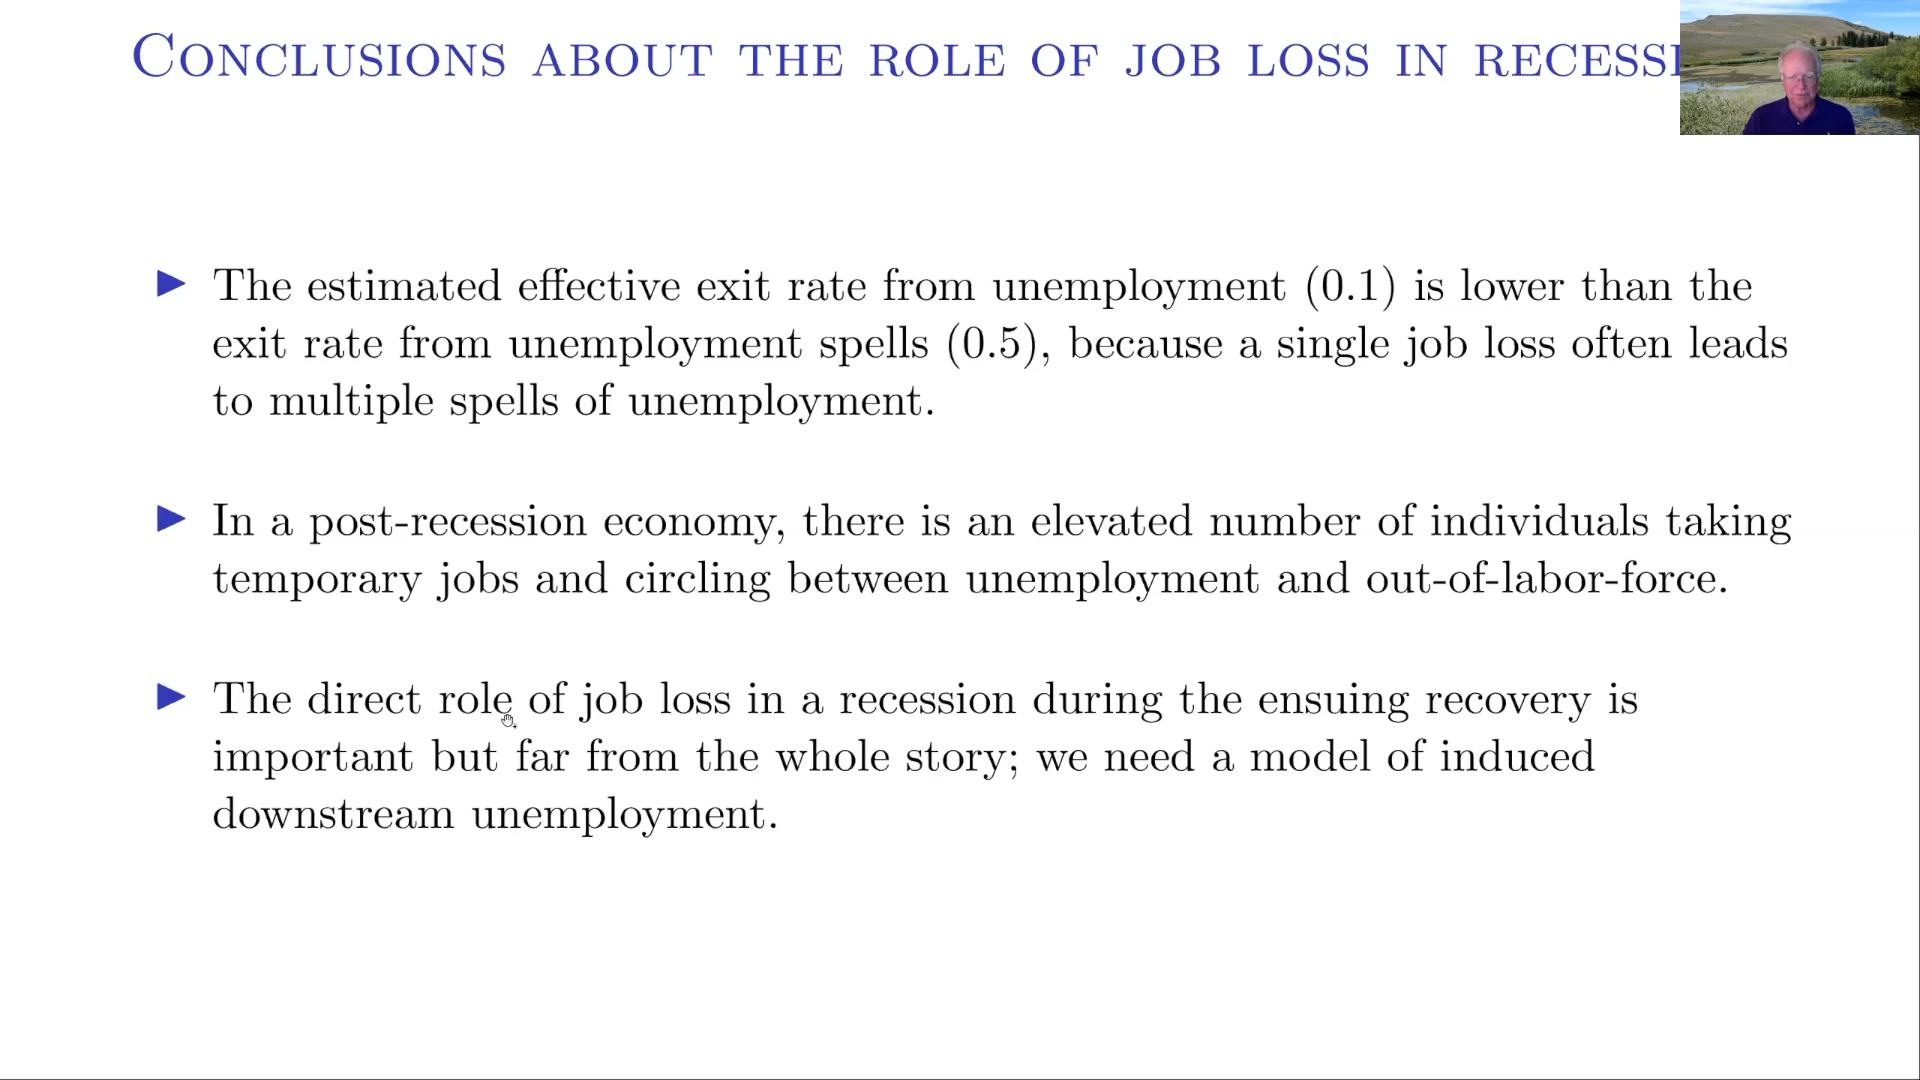 CONCLUSIONS ABOUT THE ROLE OF JOB LOSS IN
The estimated effective exit rate from unemployment (0.1) is lower than the
exit rate from unemployment spells (0.5), because a single job loss often leads
to multiple spells of unemployment.
In a post-recession economy, there is an elevated number of individuals taking
temporary jobs and circling between unemployment and out-of-labor-force.
The direct role of job loss in a recession during the ensuing recovery is
important but far from the whole story; we need a model of induced
downstream unemployment.